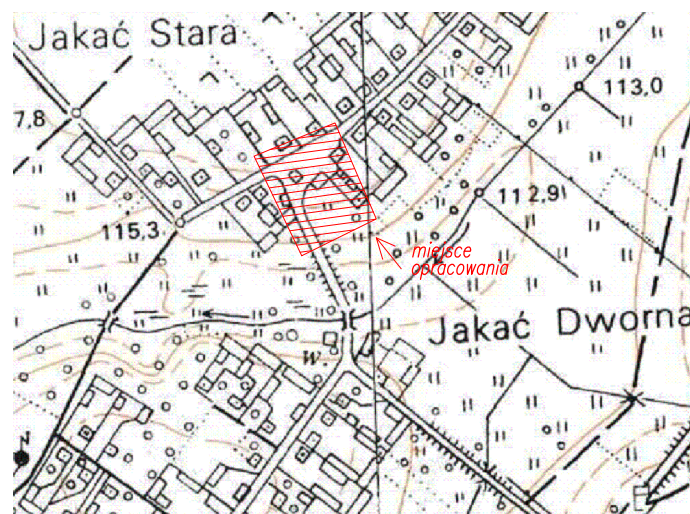 Jakać Stara
113,0
7,8
112,9
115,3
miejsce
opracowania
Jakać Dworna
W.
N